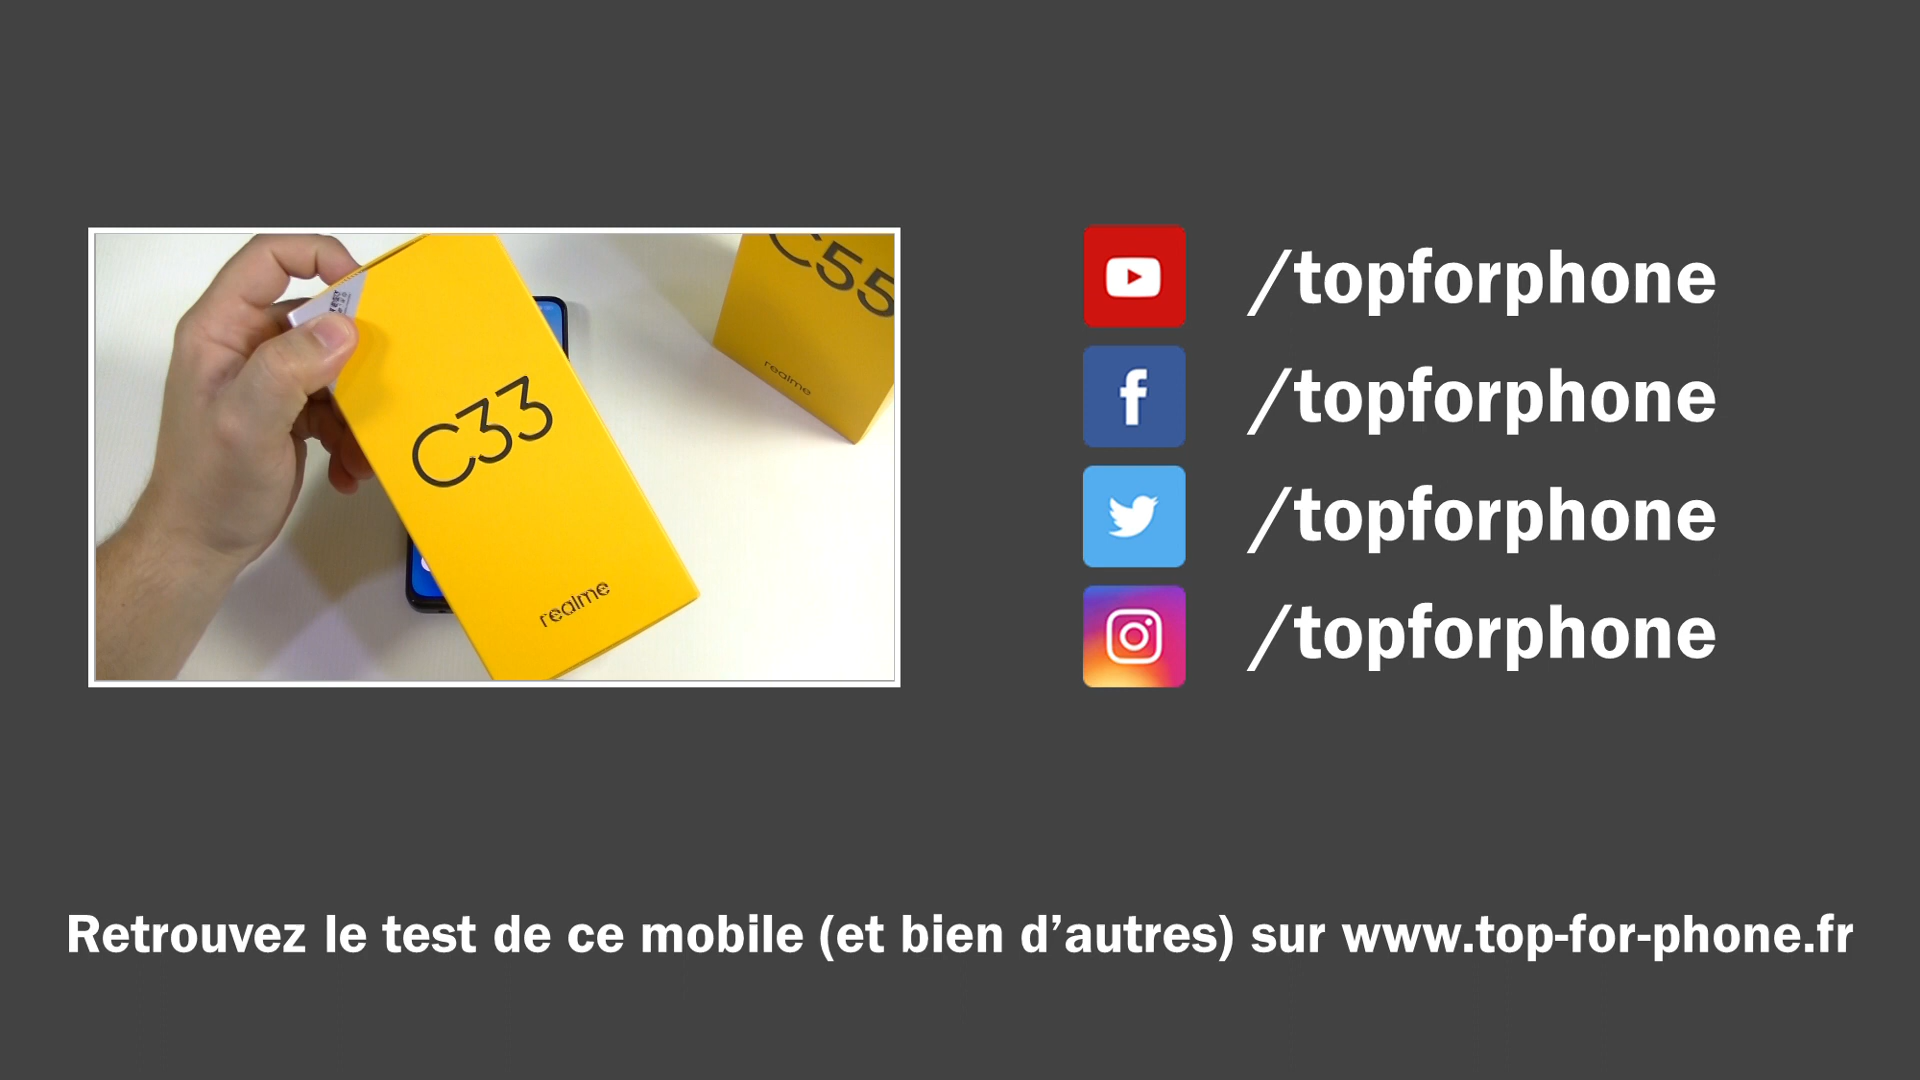 C33
realme
C55
realme
/topforphone
/topforphone
/topforphone
/topforphone
Retrouvez le test de ce mobile (et bien d’autres) sur www.top-for-phone.fr